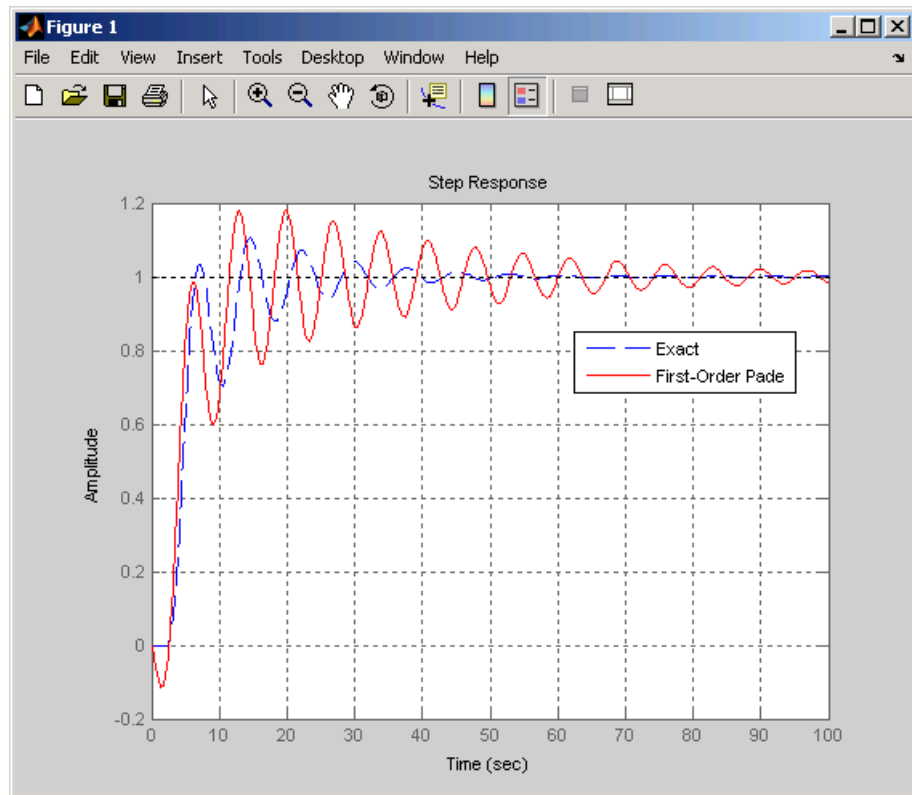 Figure 1
File Edit View Insert Tools Desktop Window Help
Step Response
1.2
1
0.8
0.6
0.4
0.2
0
-0.2
Amplitude
Exact
First-Order Pade
0 10 20 30 40 50 60 70 80 90 100
Time (sec)